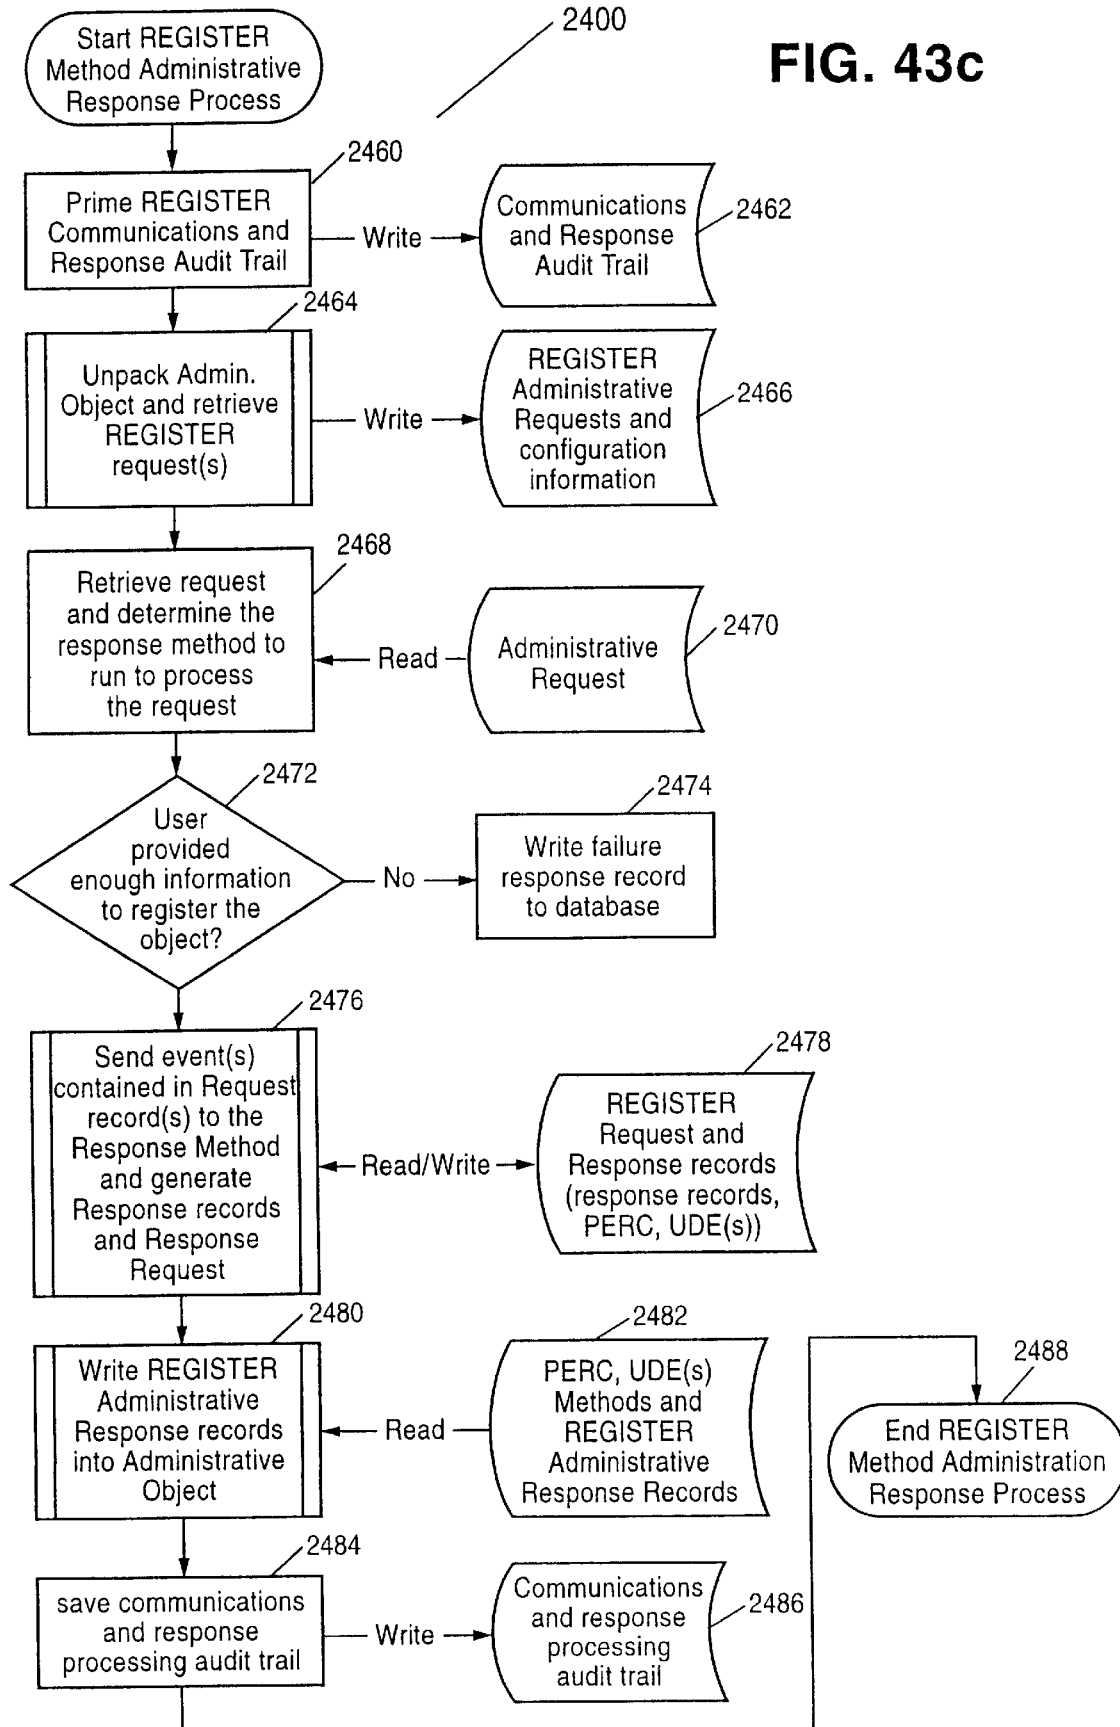 2400
FIG. 43c
Start REGISTER
Method Administrative
Response Process
2460
Prime REGISTER
Communications and
Response Audit Trail
Write
Communications
and Response
Audit Trail
2462
2464
Unpack Admin.
Object and retrieve
REGISTER
request(s)
Write
REGISTER
Administrative
Requests and
configuration
information
2466
2468
Retrieve request
and determine the
response method to
run to process
the request
Read
Administrative
Request
2470
2472
User
provided
enough information
to register the
object?
No
2474
Write failure
response record
to database
2476
Send event(s)
contained in Request
record(s) to the
Response Method
and generate
Response records
and Response
Request
Read/Write
2478
REGISTER
Request and
Response records
(response records,
PERC, UDE(s))
2480
Write REGISTER
Administrative
Response records
into Administrative
Object
Read
2482
PERC, UDE(s)
Methods and
REGISTER
Administrative
Response Records
2484
save communications
and response
processing audit trail
Write
Communications
and response
processing
audit trail
2486
2488
End REGISTER
Method Administration
Response Process